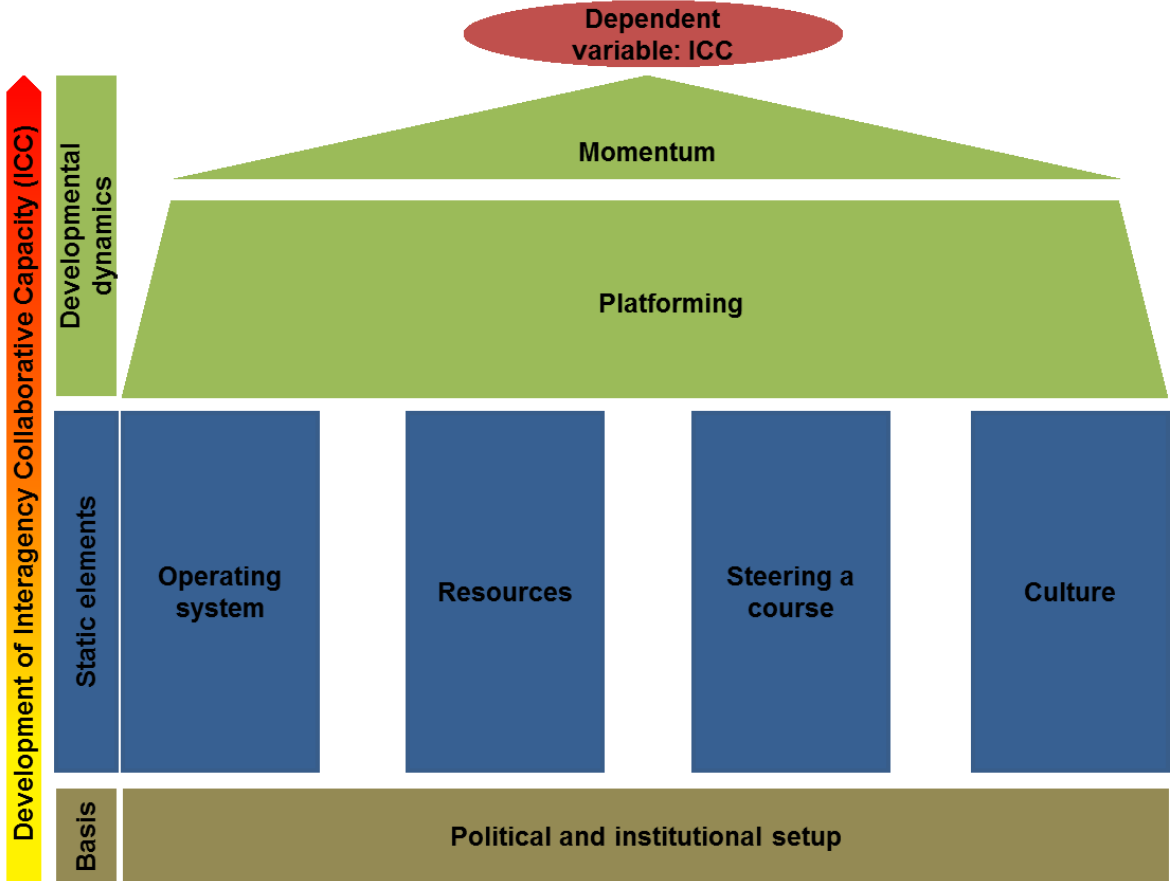 Dependent
variable: ICC
Development of Interagency Collaborative Capacity (ICC)
Developmental
dynamics
Momentum
Platforming
Static elements
Operating
system
Resources
Steering a
course
Culture
Basis
Political and institutional setup